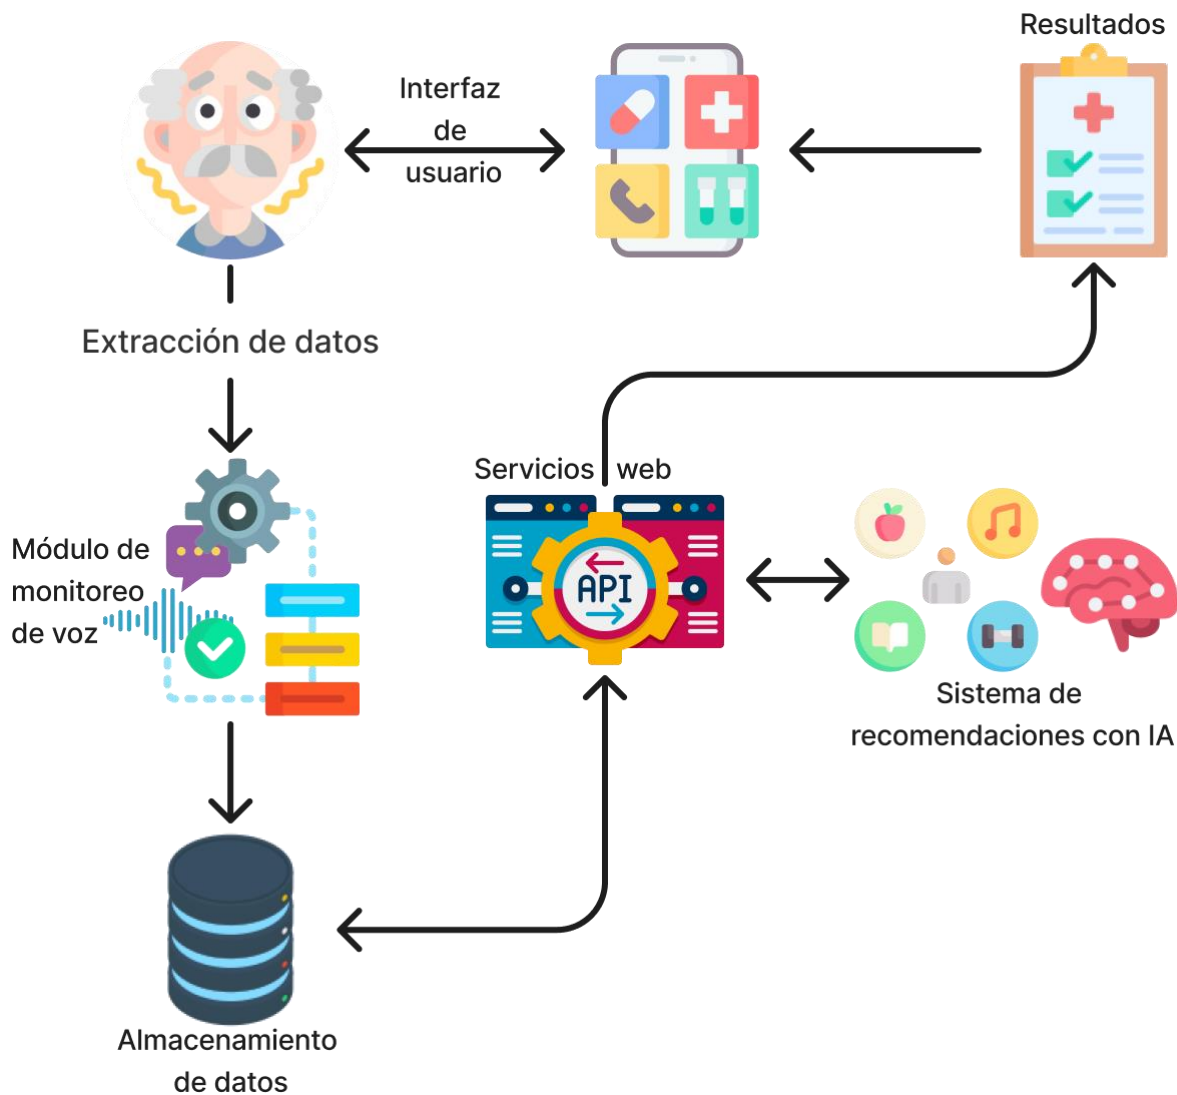 Resultados
Interfaz
de
usuario
Extracción de datos
Servicios web
API
Módulo de
monitoreo
de voz
Sistema de
recomendaciones con IA
Almacenamiento
de datos